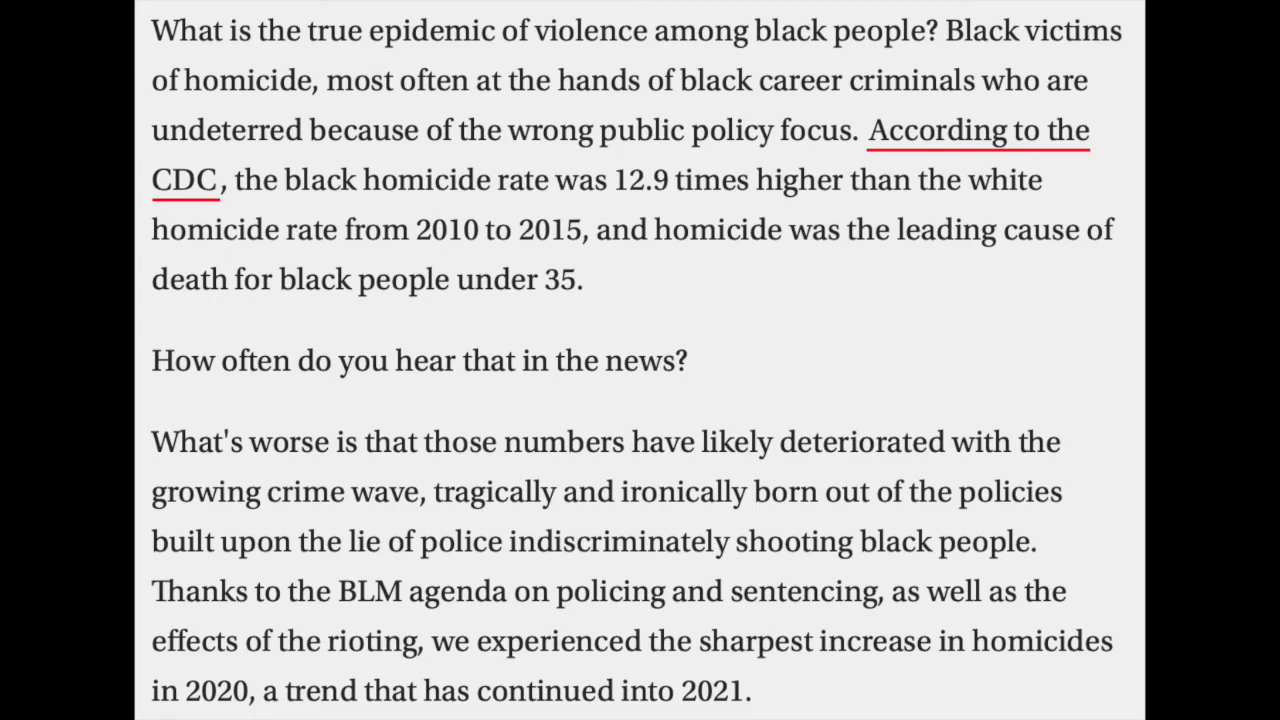 What is the true epidemic of violence among black people? Black victims
of homicide, most often at the hands of black career criminals who are
undeterred because of the wrong public policy focus. According to the
CDC, the black homicide rate was 12.9 times higher than the white
homicide rate from 2010 to 2015, and homicide was the leading cause of
death for black people under 35.
How often do you hear that in the news?
What's worse is that those numbers have likely deteriorated with the
growing crime wave, tragically and ironically born out of the policies
built upon the lie of police indiscriminately shooting black people.
Thanks to the BLM agenda on policing and sentencing, as well as the
effects of the rioting, we experienced the sharpest increase in homicides
in 2020, a trend that has continued into 2021.